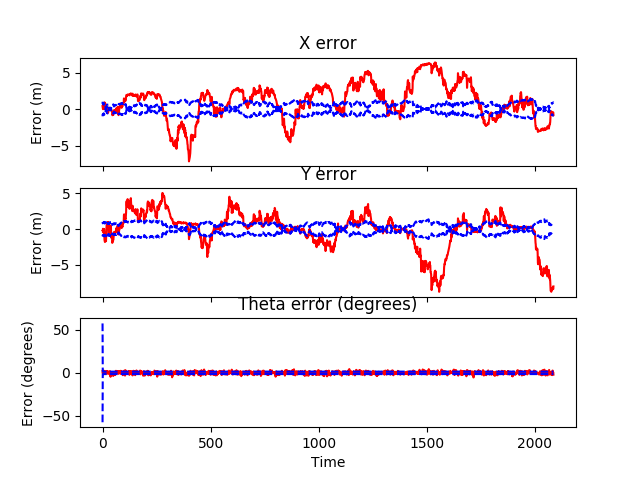 X error
5
0
−5
Error (m)
Y error
5
0
−5
Error (m)
Theta error (degrees)
50
0
−50
Error (degrees)
0
500
1000
1500
2000
Time